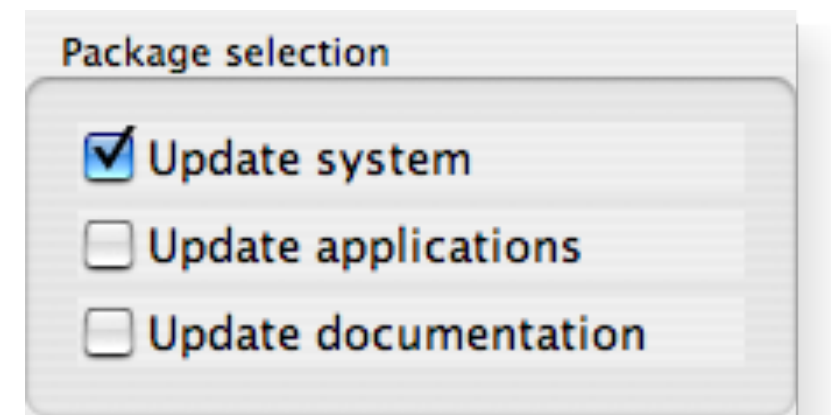 Package selection
Update system
Update applications
Update documentation